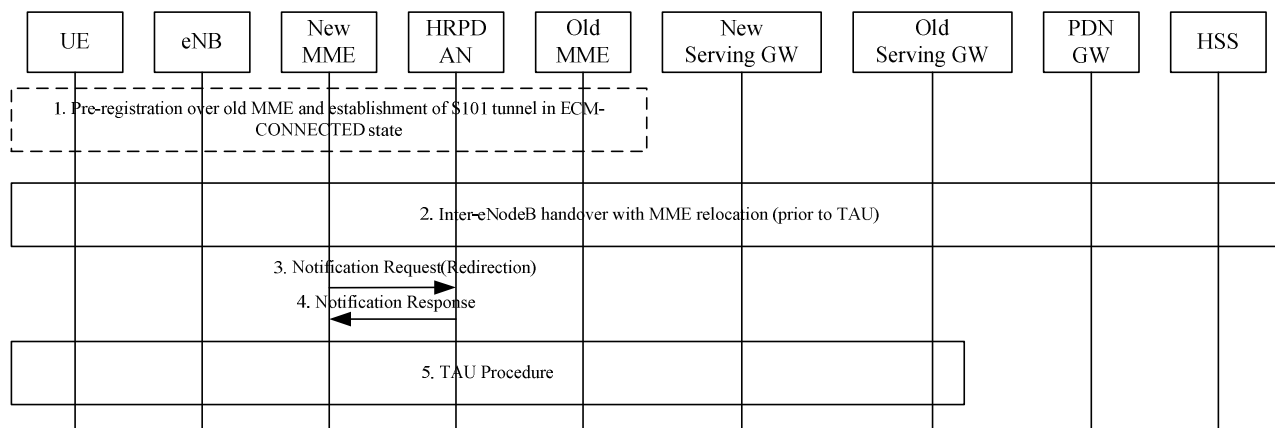 UE
eNB
New
MME
HRPD
AN
Old
MME
New
Serving GW
Old
Serving GW
PDN
GW
HSS
1. Pre-registration over old MME and establishment of S101 tunnel in ECM-
CONNECTED state
2. Inter-eNodeB handover with MME relocation (prior to TAU)
3. Notification Request(Redirection)
4. Notification Response
5. TAU Procedure